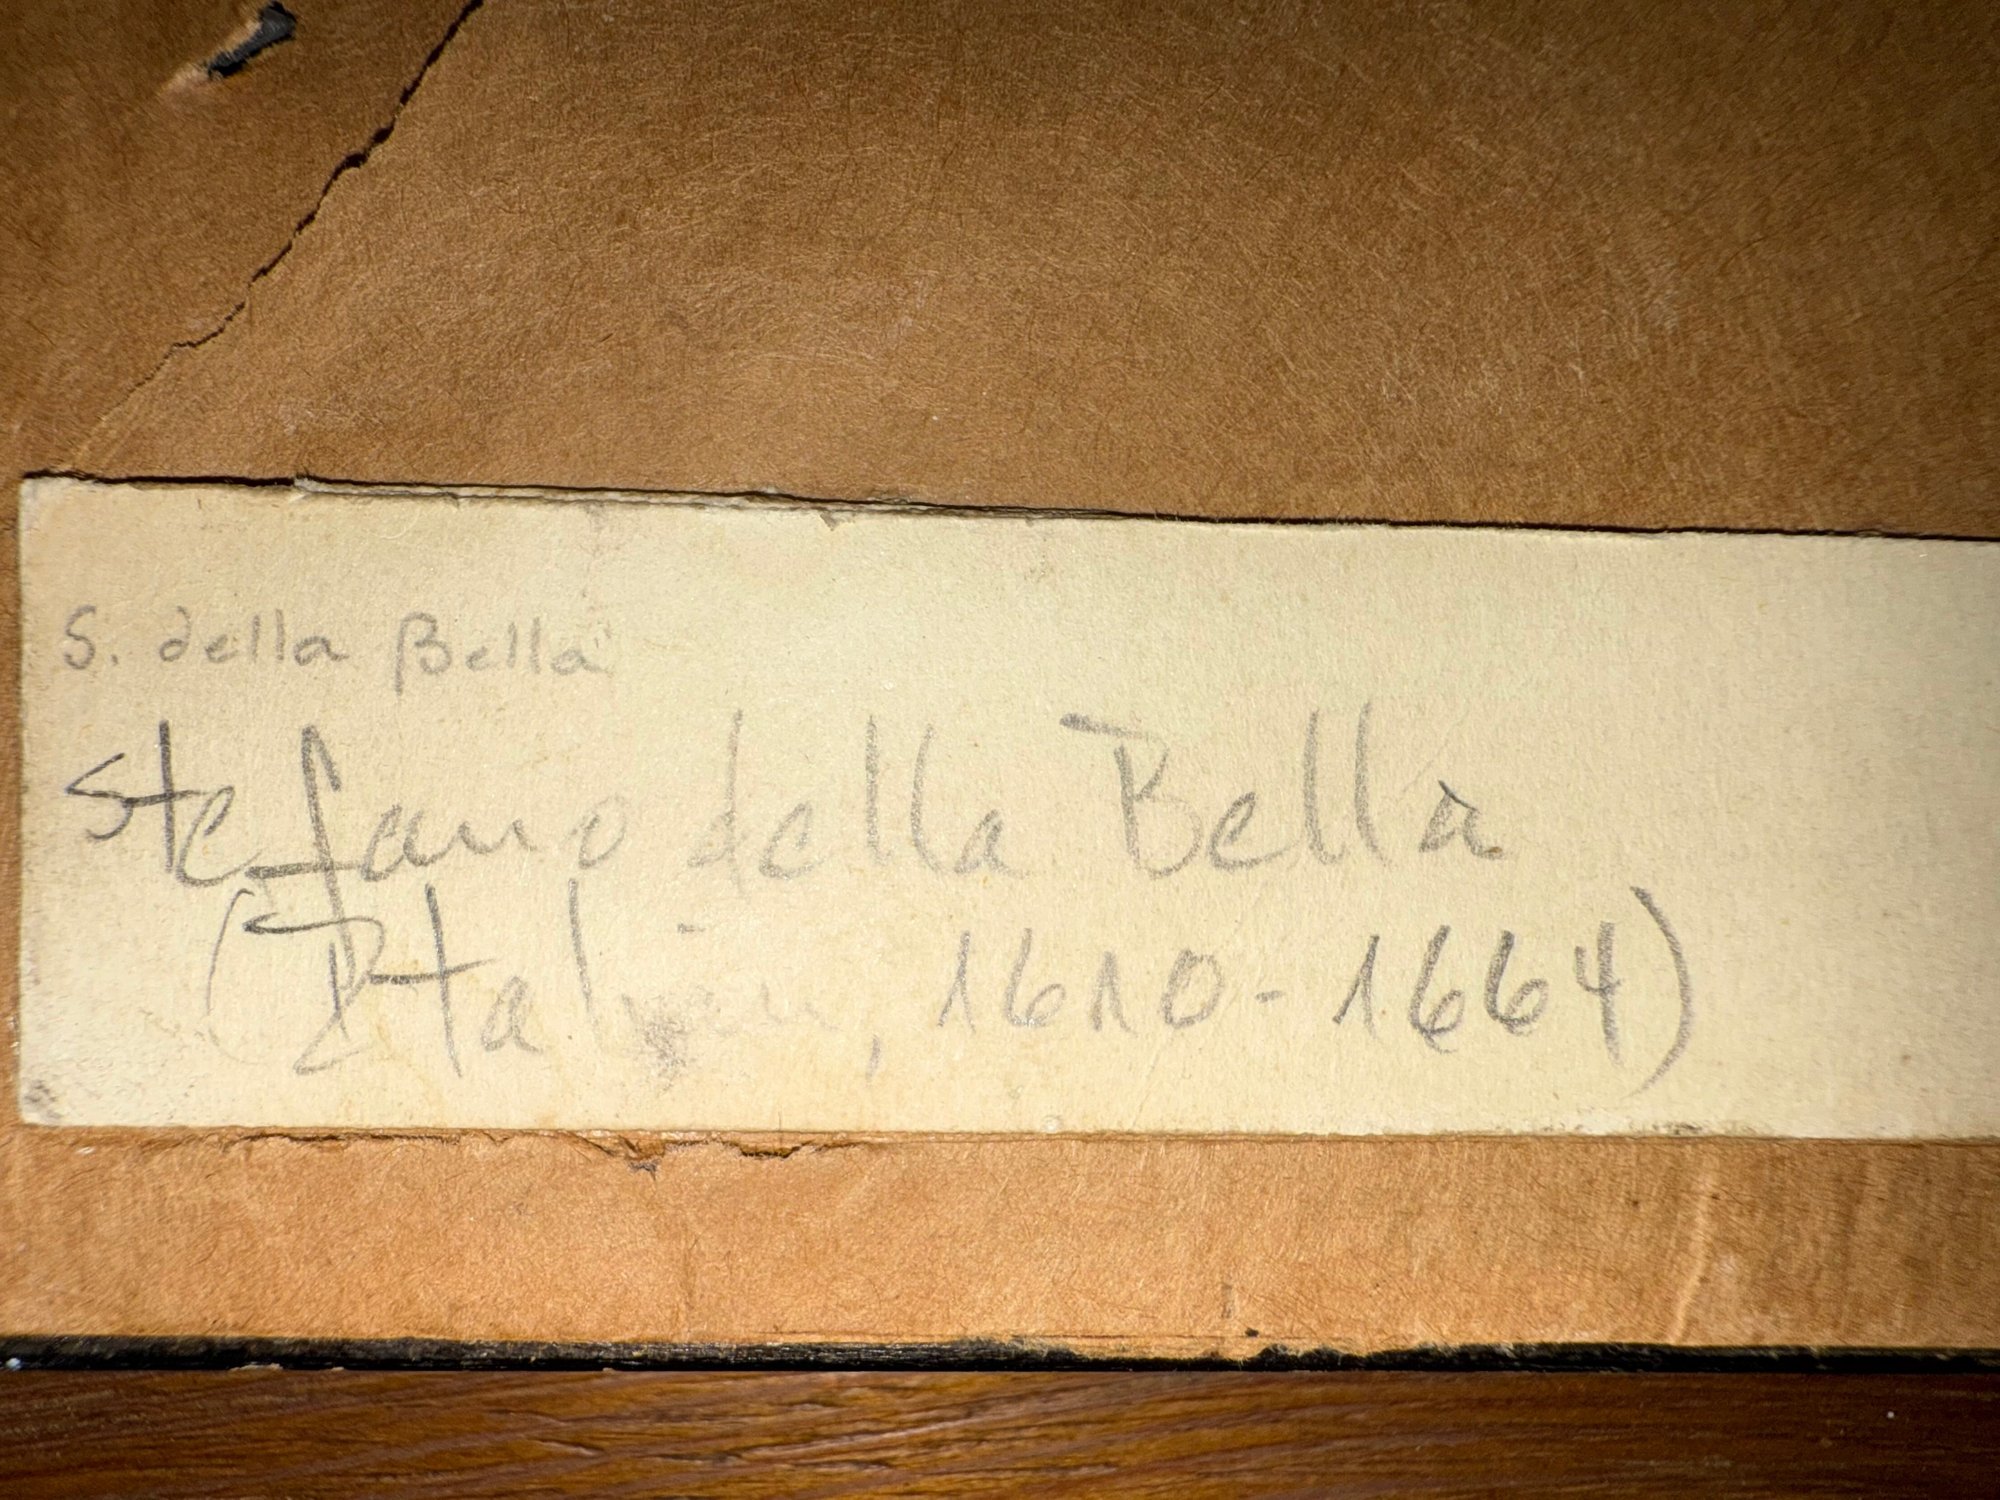 S. della Bella
Stefano della Bella
(Italian, 1610-1664)